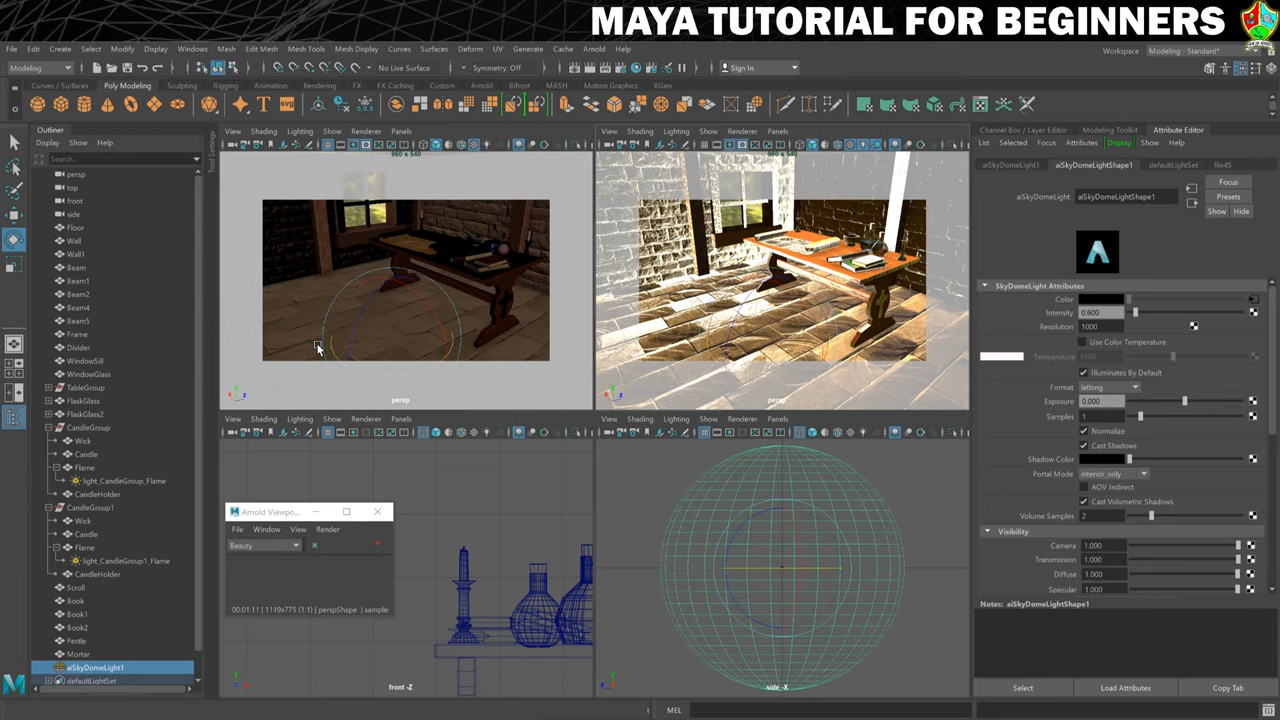 MAYA TUTORIAL FOR BEGINNERS
File Edit Create Select Modify Display Windows Mesh Edit Mesh Mesh Tools Mesh Display Curves Surfaces Deform UV Generate Cache Arnold Help
Workspace : Modeling - Standard*
Modeling No Live Surface Symmetry: Off Sign In
Curves / Surfaces Poly Modeling Sculpting Rigging Animation Rendering FX FX Caching Custom Arnold Bifrost MASH Motion Graphics XGen
Outliner
Display Show Help
Search...
persp
top
front
side
Floor
Wall
Wall1
Beam
Beam1
Beam2
Beam4
Beam5
Frame
Divider
WindowSill
WindowGlass
TableGroup
FlaskGlass
FlaskGlass2
CandleGroup
Wick
Candle
Flame
light_CandleGroup_Flame
CandleHolder
CandleGroup1
Wick
Candle
Flame
light_CandleGroup1_Flame
CandleHolder
Scroll
Book
Book1
Book2
Pestle
Mortar
aiSkyDomeLight1
defaultLightSet
Tool Settings
View Shading Lighting Show Renderer Panels
960 x 540
persp
View Shading Lighting Show Renderer Panels
960 x 540
persp
View Shading Lighting Show Renderer Panels
front -Z
Arnold Viewpo...
File Window View Render
Beauty
00:01:11 | 1119x775 (1:1) | perspShape | sample
View Shading Lighting Show Renderer Panels
side -X
Channel Box / Layer Editor Modeling Toolkit Attribute Editor
List Selected Focus Attributes Display Show Help
aiSkyDomeLight1 aiSkyDomeLightShape1 defaultLightSet file45
aiSkyDomeLight: aiSkyDomeLightShape1
Focus
Presets
Show Hide
SkyDomeLight Attributes
Color
Intensity 0.600
Resolution 1000
Use Color Temperature
Temperature 6500
Illuminates By Default
Format latlong
Exposure 0.000
Samples 1
Normalize
Cast Shadows
Shadow Color
Portal Mode interior_only
AOV Indirect
Cast Volumetric Shadows
Volume Samples 2
Visibility
Camera 1.000
Transmission 1.000
Diffuse 1.000
Specular 1.000
Notes: aiSkyDomeLightShape1
Select Load Attributes Copy Tab
MEL